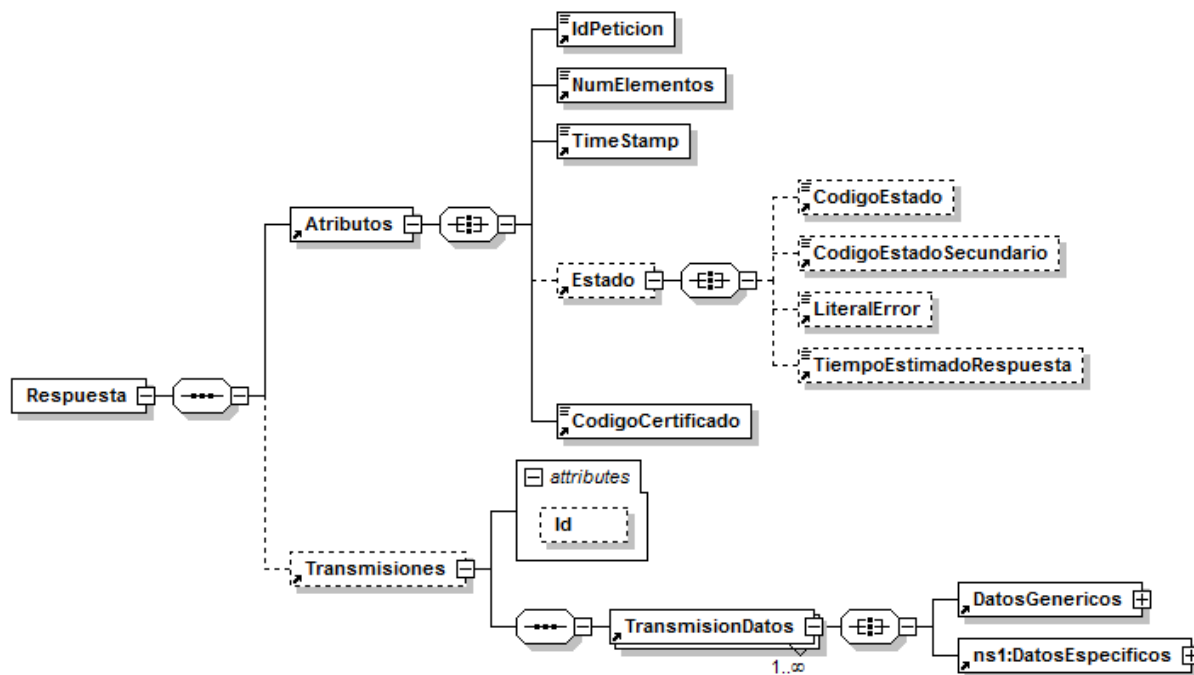 IdPeticion
NumElementos
TimeStamp
CodigoEstado
Atributos
CodigoEstadoSecundario
Estado
LiteralError
TiempoEstimadoRespuesta
Respuesta
CodigoCertificado
attributes
Id
Transmisiones
DatosGenericos
TransmisionDatos
ns1:DatosEspecificos
1..∞